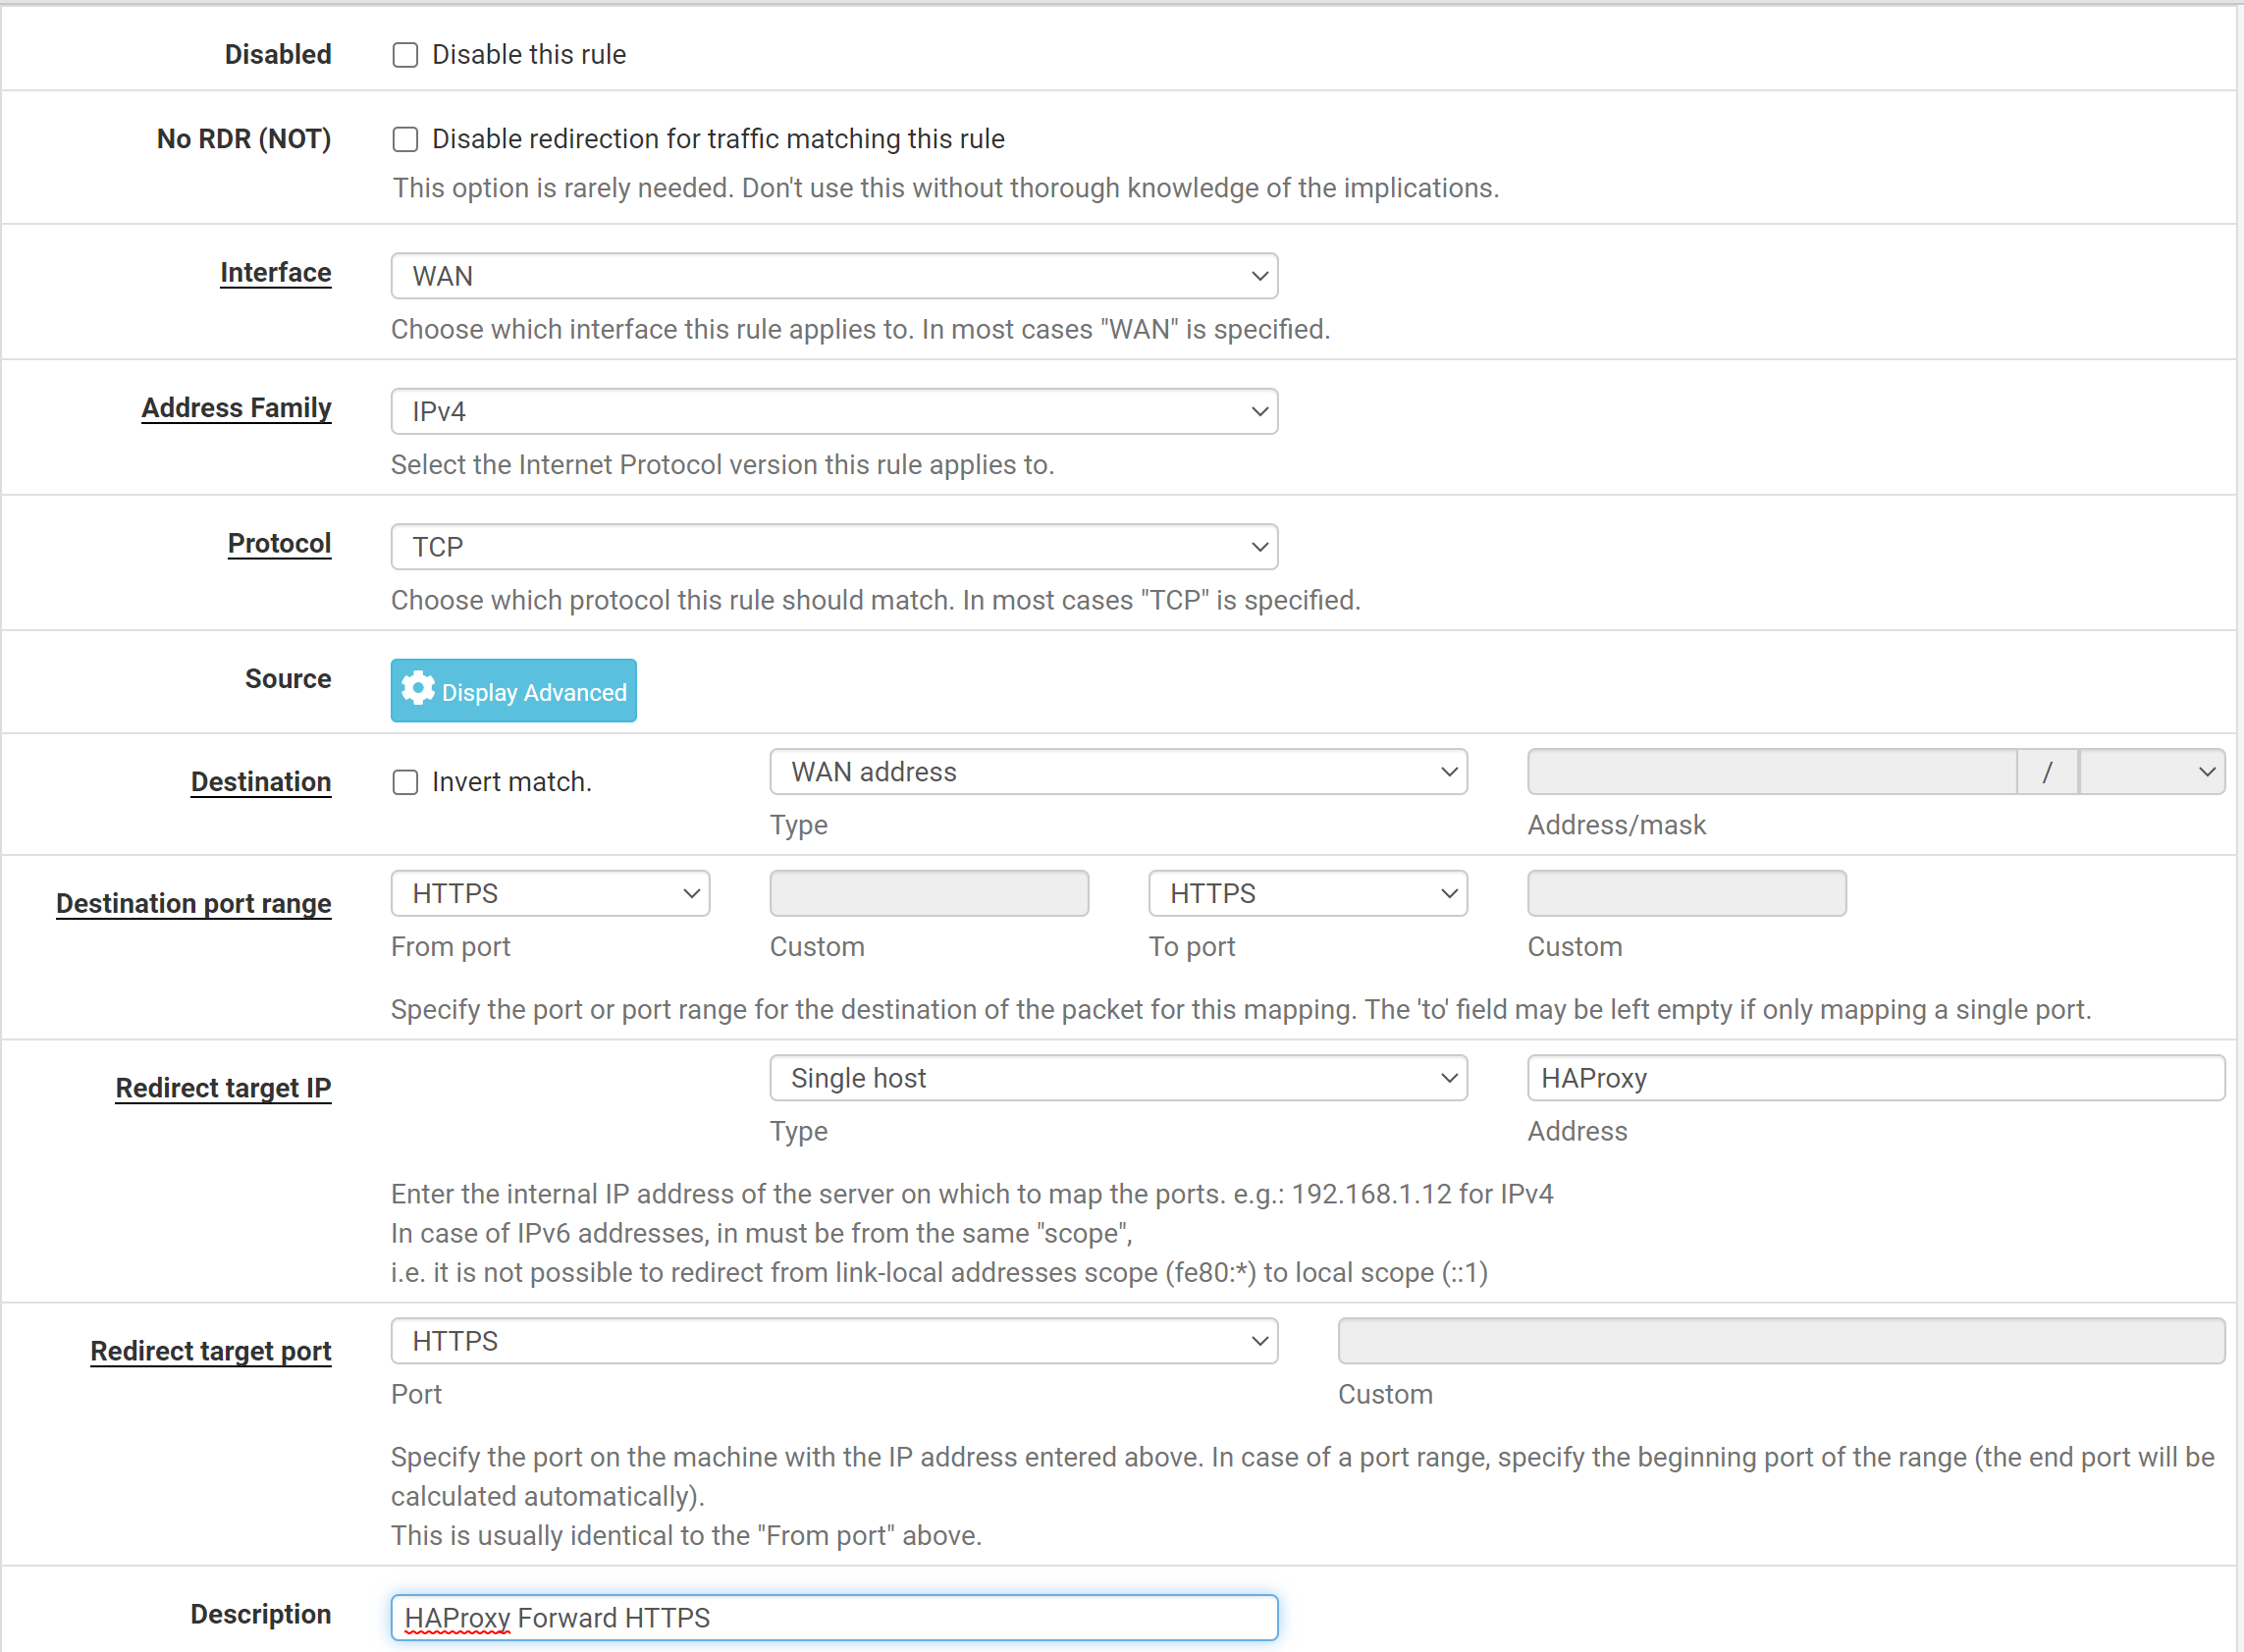 Disabled
Disable this rule
No RDR (NOT)
Disable redirection for traffic matching this rule
This option is rarely needed. Don't use this without thorough knowledge of the implications.
Interface
WAN
Choose which interface this rule applies to. In most cases "WAN" is specified.
Address Family
IPv4
Select the Internet Protocol version this rule applies to.
Protocol
TCP
Choose which protocol this rule should match. In most cases "TCP" is specified.
Source
Display Advanced
Destination
Invert match.
WAN address
/
Type
Address/mask
Destination port range
HTTPS
HTTPS
From port
Custom
To port
Custom
Specify the port or port range for the destination of the packet for this mapping. The 'to' field may be left empty if only mapping a single port.
Redirect target IP
Single host
HAProxy
Type
Address
Enter the internal IP address of the server on which to map the ports. e.g.: 192.168.1.12 for IPv4
In case of IPv6 addresses, in must be from the same "scope",
i.e. it is not possible to redirect from link-local addresses scope (fe80:*) to local scope (::1)
Redirect target port
HTTPS
Port
Custom
Specify the port on the machine with the IP address entered above. In case of a port range, specify the beginning port of the range (the end port will be
calculated automatically).
This is usually identical to the "From port" above.
Description
HAProxy Forward HTTPS